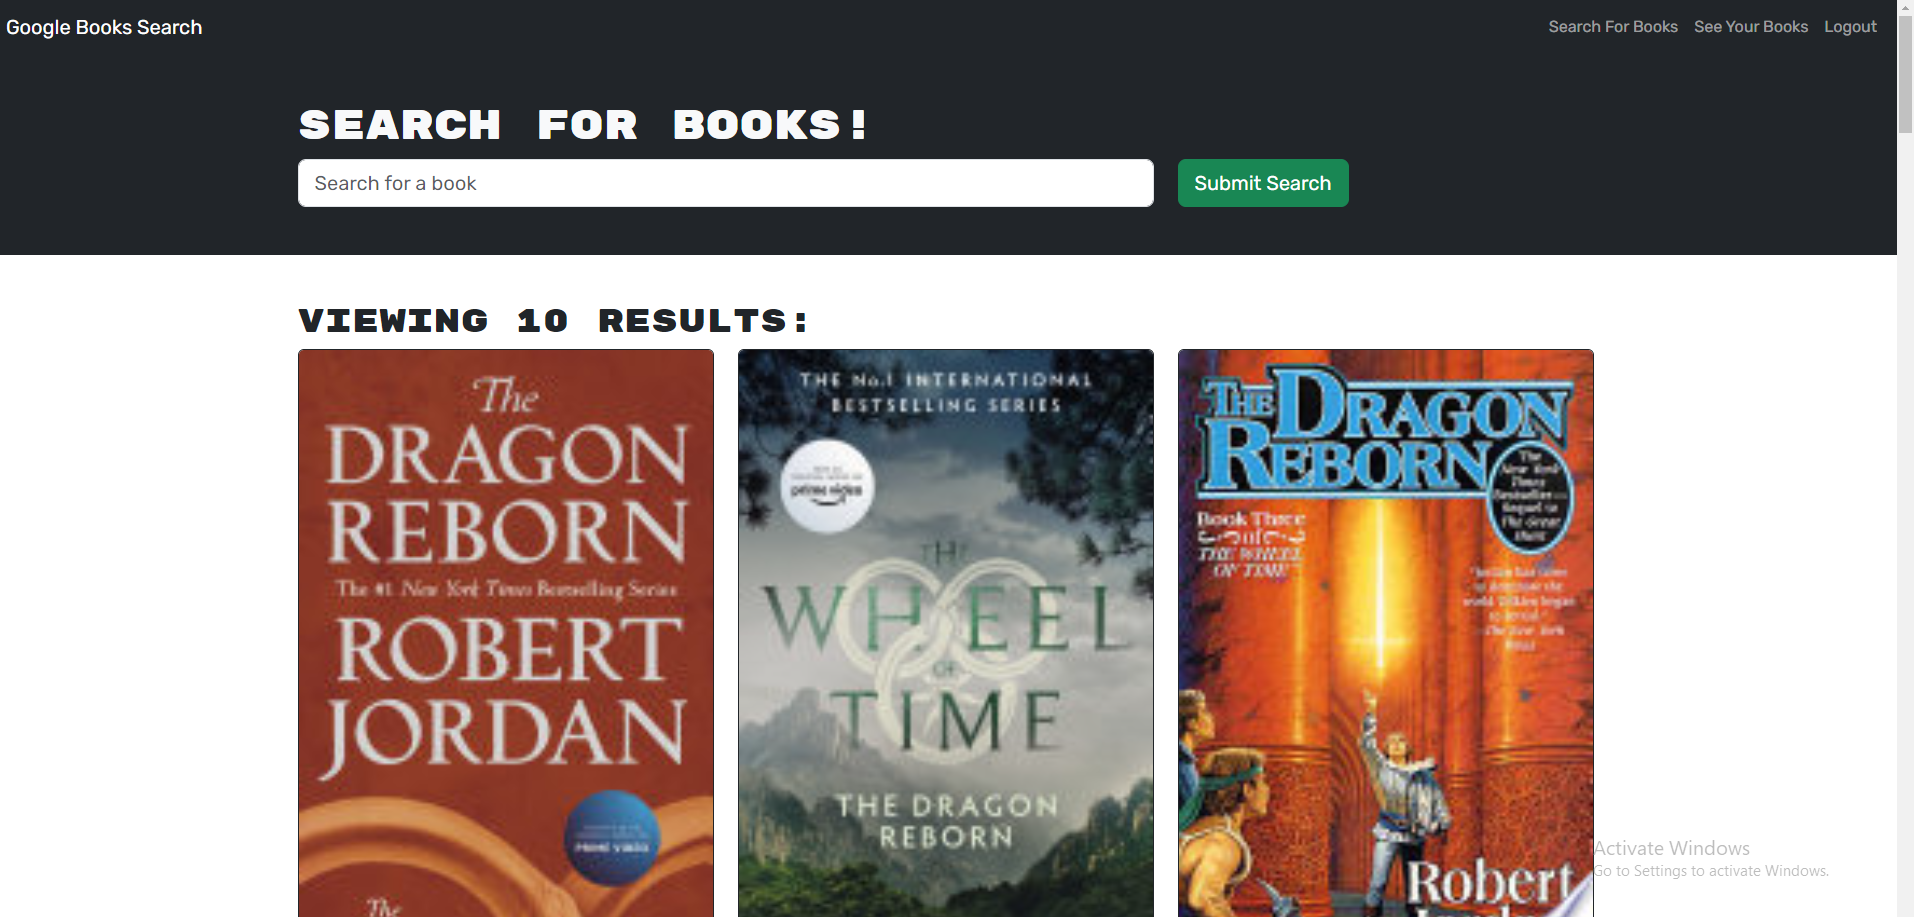 Google Books Search
Search For Books
See Your Books
Logout
SEARCH FOR BOOKS!
Search for a book
Submit Search
VIEWING 10 RESULTS:
The
DRAGON
REBORN
The #1 New York Times Bestselling Series
ROBERT
JORDAN
PRIME VIDEO
The
THE No.1 INTERNATIONAL
BESTSELLING SERIES
prime video
THE
WHEEL
OF
TIME
THE DRAGON
REBORN
THE DRAGON
REBORN
The
New York
Times
Bestseller
Sequel to
The Great
Hunt
Book Three
of
THE WHEEL
OF TIME
Robert
Activate Windows
Go to Settings to activate Windows.